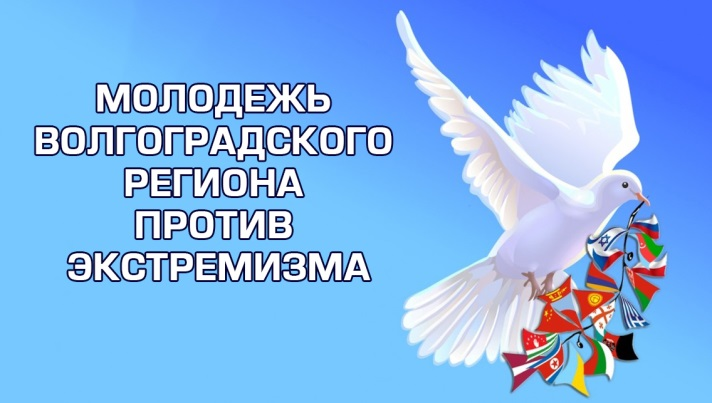 МОЛОДЕЖЬ
ВОЛГОГРАДСКОГО
РЕГИОНА
ПРОТИВ
ЭКСТРЕМИЗМА